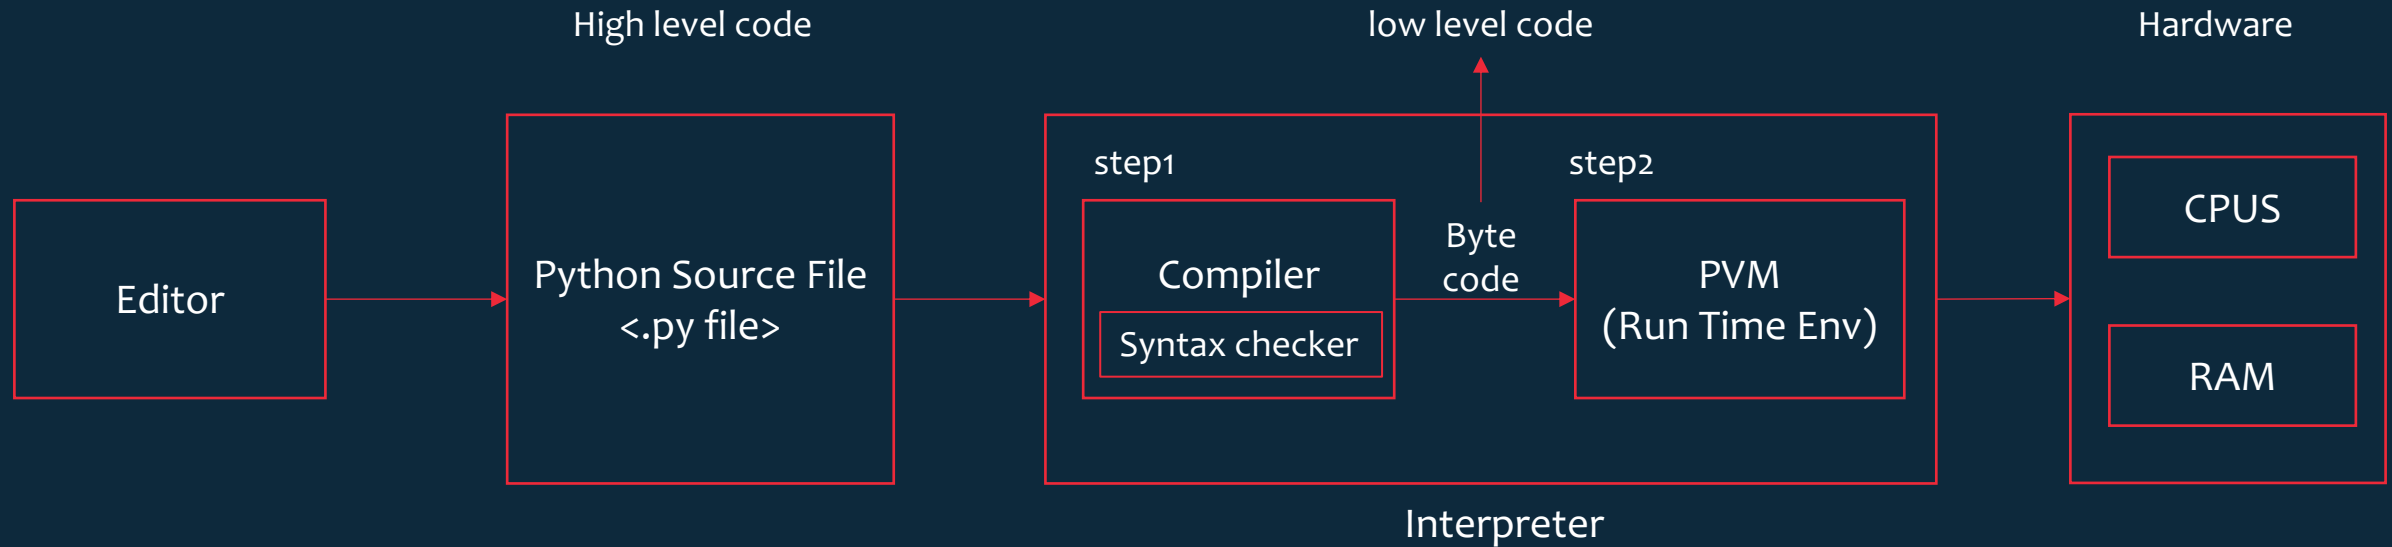 High level code
low level code
Hardware
Editor
Python Source File
<.py file>
step1
Compiler
Syntax checker
Byte
code
step2
PVM
(Run Time Env)
Interpreter
CPUS
RAM